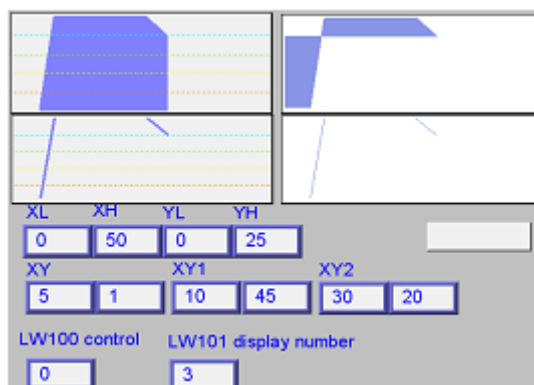 XL XH YL YH
0 50 0 25
XY XY1 XY2
5 1 10 45 30 20
LW100 control LW101 display number
0 3